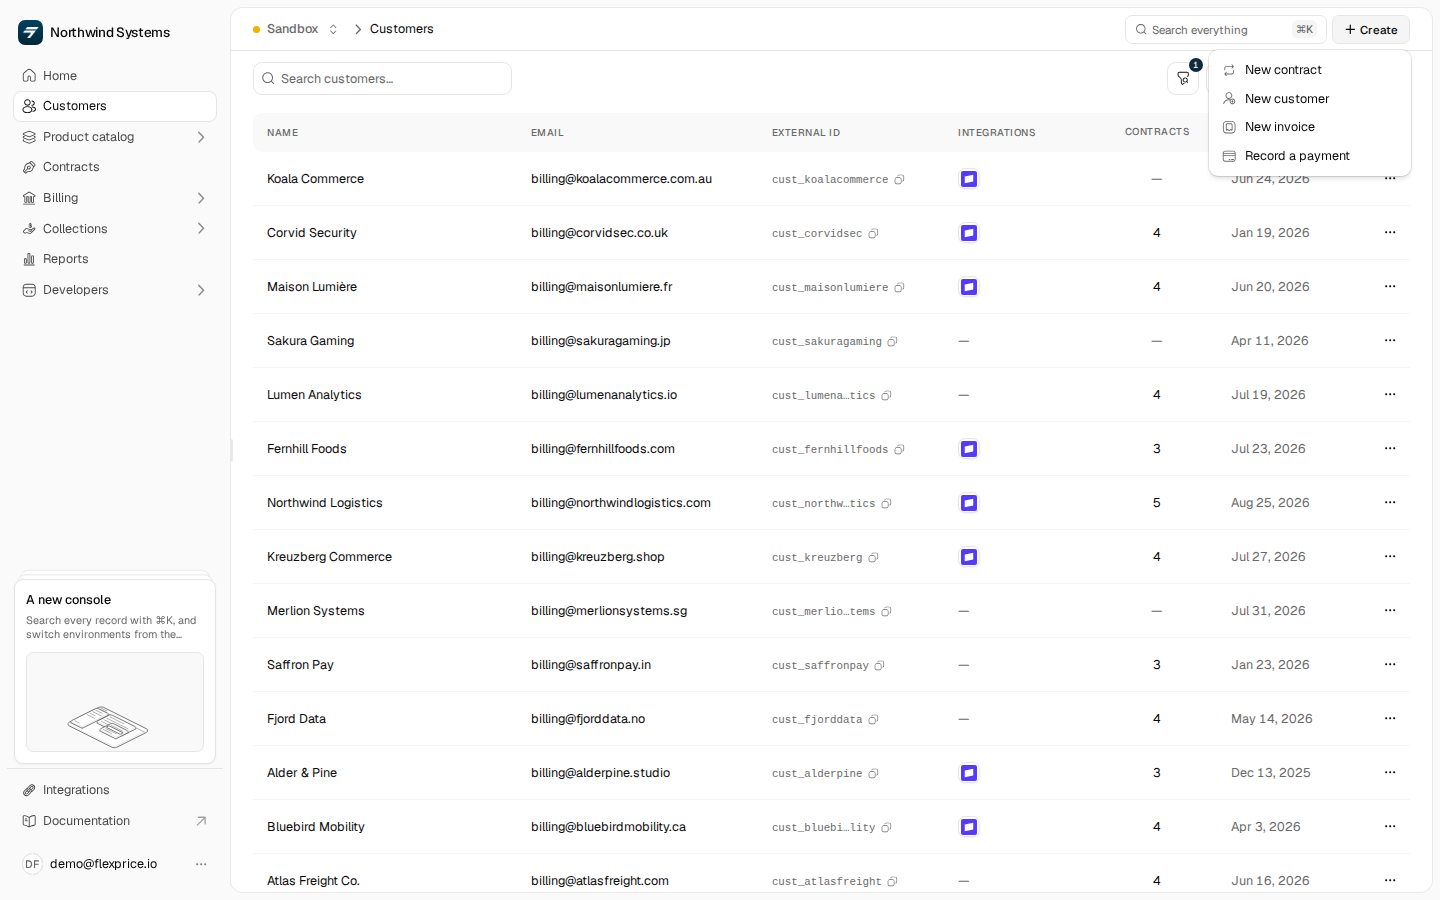 Northwind Systems
Home
Customers
Product catalog
Contracts
Billing
Collections
Reports
Developers
A new console
Search every record with ⌘K, and
switch environments from the…
Integrations
Documentation
DF demo@flexprice.io
Sandbox Customers
Search everything ⌘K
Create
Search customers...
1
New contract
New customer
New invoice
Record a payment
NAME EMAIL EXTERNAL ID INTEGRATIONS CONTRACTS
Koala Commerce billing@koalacommerce.com.au cust_koalacommerce — Jun 24, 2026
Corvid Security billing@corvidsec.co.uk cust_corvidsec 4 Jan 19, 2026
Maison Lumière billing@maisonlumiere.fr cust_maisonlumiere 4 Jun 20, 2026
Sakura Gaming billing@sakuragaming.jp cust_sakuragaming — — Apr 11, 2026
Lumen Analytics billing@lumenanalytics.io cust_lumena…tics — 4 Jul 19, 2026
Fernhill Foods billing@fernhillfoods.com cust_fernhillfoods 3 Jul 23, 2026
Northwind Logistics billing@northwindlogistics.com cust_northw…tics 5 Aug 25, 2026
Kreuzberg Commerce billing@kreuzberg.shop cust_kreuzberg 4 Jul 27, 2026
Merlion Systems billing@merlionsystems.sg cust_merlio…tems — — Jul 31, 2026
Saffron Pay billing@saffronpay.in cust_saffronpay — 3 Jan 23, 2026
Fjord Data billing@fjorddata.no cust_fjorddata — 4 May 14, 2026
Alder & Pine billing@alderpine.studio cust_alderpine 3 Dec 13, 2025
Bluebird Mobility billing@bluebirdmobility.ca cust_bluebi…lity 4 Apr 3, 2026
Atlas Freight Co. billing@atlasfreight.com cust_atlasfreight — 4 Jun 16, 2026